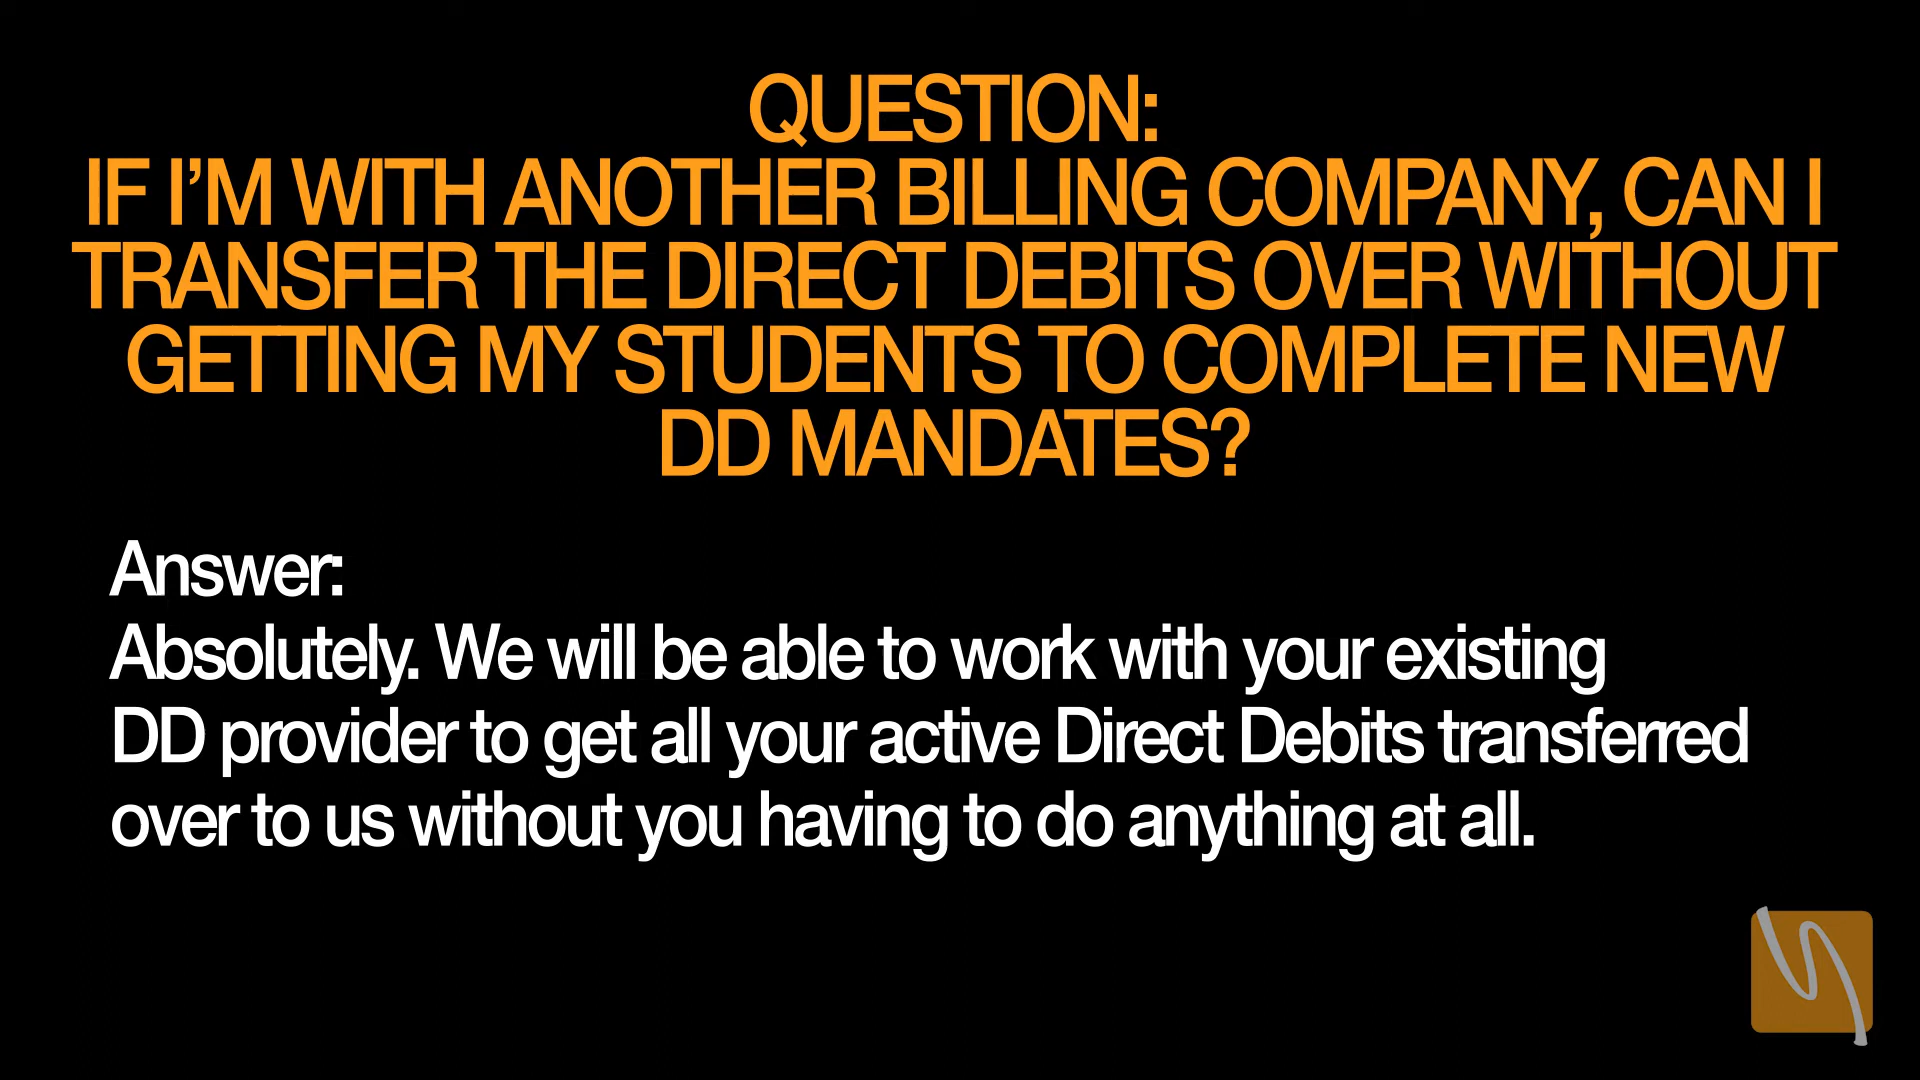 QUESTION:
IF I’M WITH ANOTHER BILLING COMPANY, CAN I
TRANSFER THE DIRECT DEBITS OVER WITHOUT
GETTING MY STUDENTS TO COMPLETE NEW
DD MANDATES?
Answer:
Absolutely. We will be able to work with your existing
DD provider to get all your active Direct Debits transferred
over to us without you having to do anything at all.